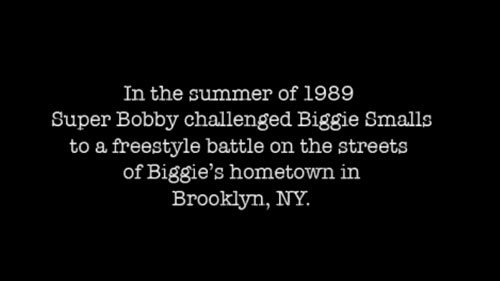 In the summer of 1989
Super Bobby challenged Biggie Smalls
to a freestyle battle on the streets
of Biggie's hometown in
Brooklyn, NY.